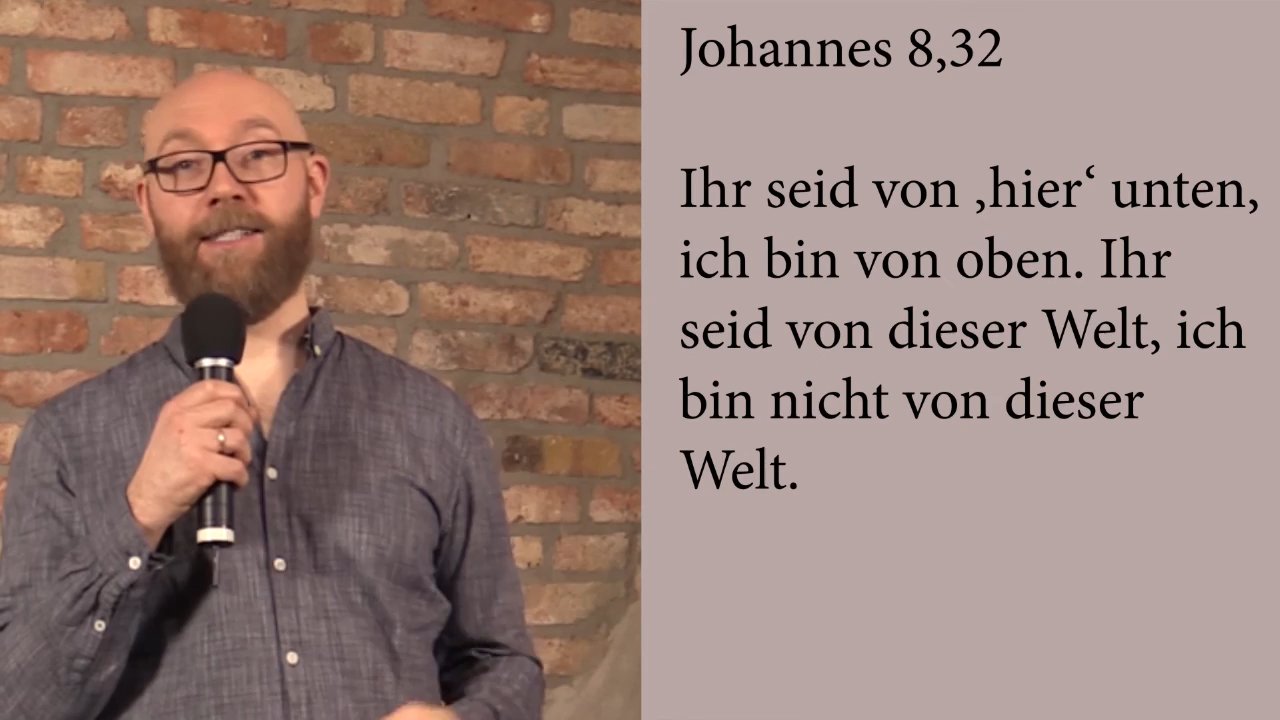 Johannes 8,32
Ihr seid von ‚hier‘ unten,
ich bin von oben. Ihr
seid von dieser Welt, ich
bin nicht von dieser
Welt.